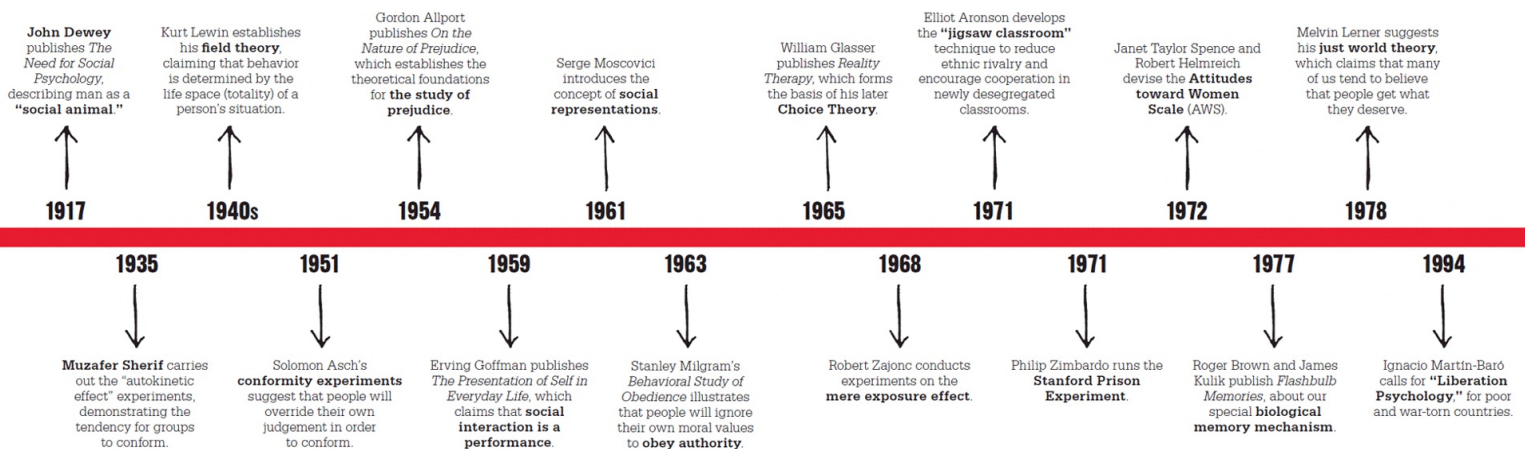 John Dewey
publishes The
Need for Social
Psychology,
describing man as a
“social animal.”
1917
Kurt Lewin establishes
his field theory,
claiming that behavior
is determined by the
life space (totality) of a
person’s situation.
1940s
Gordon Allport
publishes On the
Nature of Prejudice,
which establishes the
theoretical foundations
for the study of
prejudice.
1954
Serge Moscovici
introduces the
concept of social
representations.
1961
William Glasser
publishes Reality
Therapy, which forms
the basis of his later
Choice Theory.
1965
Elliot Aronson develops
the “jigsaw classroom”
technique to reduce
ethnic rivalry and
encourage cooperation in
newly desegregated
classrooms.
1971
Janet Taylor Spence and
Robert Helmreich
devise the Attitudes
toward Women
Scale (AWS).
1972
Melvin Lerner suggests
his just world theory,
which claims that many
of us tend to believe
that people get what
they deserve.
1978
1935
Muzafer Sherif carries
out the “autokinetic
effect” experiments,
demonstrating the
tendency for groups
to conform.
1951
Solomon Asch’s
conformity experiments
suggest that people will
override their own
judgement in order
to conform.
1959
Erving Goffman publishes
The Presentation of Self in
Everyday Life, which
claims that social
interaction is a
performance.
1963
Stanley Milgram’s
Behavioral Study of
Obedience illustrates
that people will ignore
their own moral values
to obey authority.
1968
Robert Zajonc conducts
experiments on the
mere exposure effect.
1971
Philip Zimbardo runs the
Stanford Prison
Experiment.
1977
Roger Brown and James
Kulik publish Flashbulb
Memories, about our
special biological
memory mechanism.
1994
Ignacio Martín-Baró
calls for “Liberation
Psychology,” for poor
and war-torn countries.